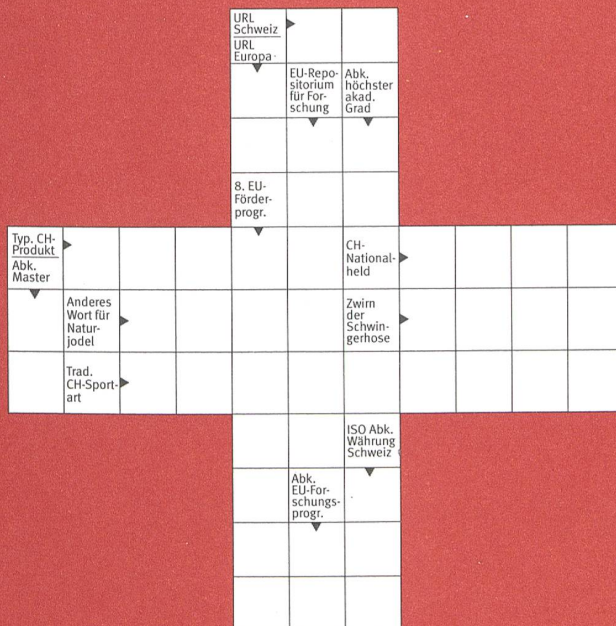 URL
Schweiz
URL
Europa
EU-Repo-
sitorium
für For-
schung
Abk.
höchster
akad.
Grad
8. EU-
Förder-
progr.
Typ. CH-
Produkt
Abk.
Master
CH-
National-
held
Anderes
Wort für
Natur-
jodel
Zwirn
der
Schwin-
gerhose
Trad.
CH-Sport-
art
ISO Abk.
Währung
Schweiz
Abk.
EU-For-
schungs-
progr.